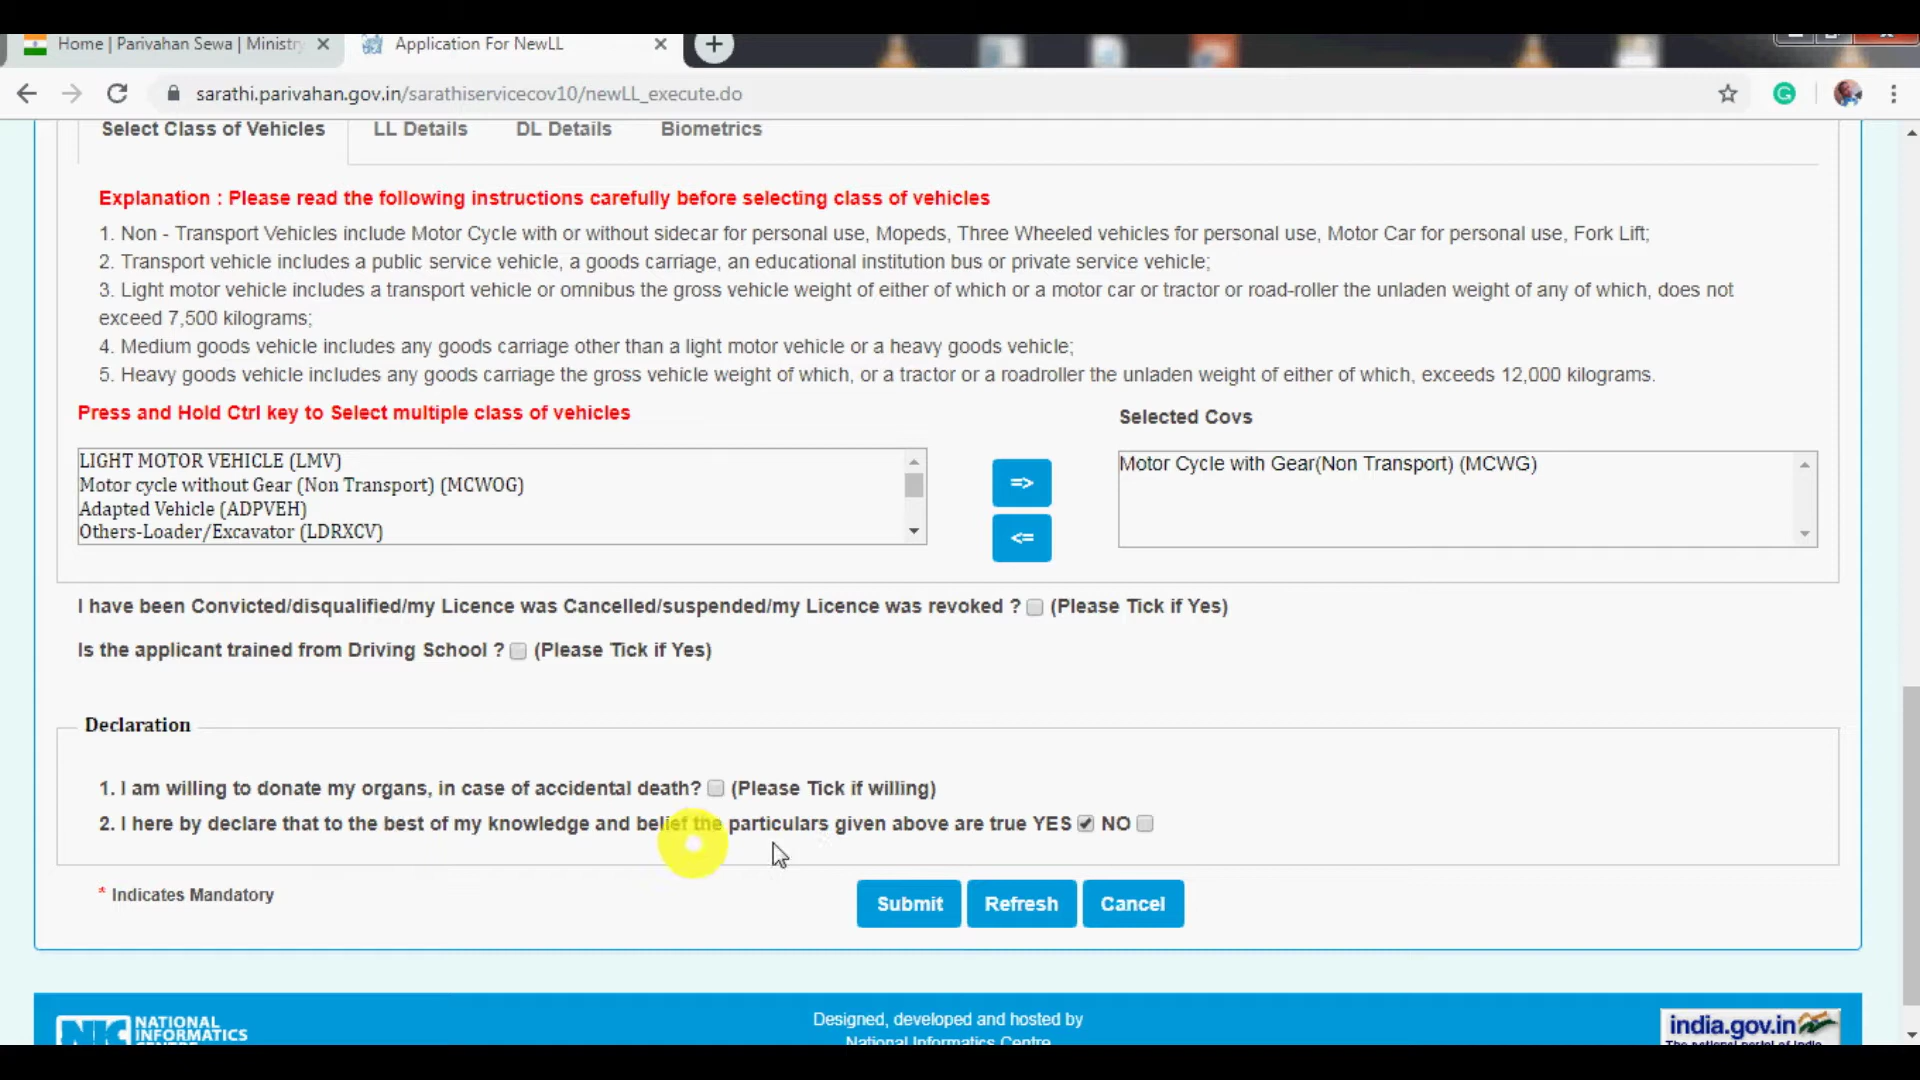 Home | Parivahan Sewa | Ministry
Application For NewLL
sarathi.parivahan.gov.in/sarathiservicecov10/newLL_execute.do
Select Class of Vehicles
LL Details
DL Details
Biometrics
Explanation : Please read the following instructions carefully before selecting class of vehicles
1. Non - Transport Vehicles include Motor Cycle with or without sidecar for personal use, Mopeds, Three Wheeled vehicles for personal use, Motor Car for personal use, Fork Lift;
2. Transport vehicle includes a public service vehicle, a goods carriage, an educational institution bus or private service vehicle;
3. Light motor vehicle includes a transport vehicle or omnibus the gross vehicle weight of either of which or a motor car or tractor or road-roller the unladen weight of any of which, does not
exceed 7,500 kilograms;
4. Medium goods vehicle includes any goods carriage other than a light motor vehicle or a heavy goods vehicle;
5. Heavy goods vehicle includes any goods carriage the gross vehicle weight of which, or a tractor or a roadroller the unladen weight of either of which, exceeds 12,000 kilograms.
Press and Hold Ctrl key to Select multiple class of vehicles
Selected Covs
LIGHT MOTOR VEHICLE (LMV)
Motor cycle without Gear (Non Transport) (MCWOG)
Adapted Vehicle (ADPVEH)
Others-Loader/Excavator (LDRXCV)
=>
<=
Motor Cycle with Gear(Non Transport) (MCWG)
I have been Convicted/disqualified/my Licence was Cancelled/suspended/my Licence was revoked ? (Please Tick if Yes)
Is the applicant trained from Driving School ? (Please Tick if Yes)
Declaration
1. I am willing to donate my organs, in case of accidental death? (Please Tick if willing)
2. I here by declare that to the best of my knowledge and belief the particulars given above are true YES NO
* Indicates Mandatory
Submit
Refresh
Cancel
NIC NATIONAL
INFORMATICS
CENTRE
Designed, developed and hosted by
National Informatics Centre
india.gov.in
The national portal of India